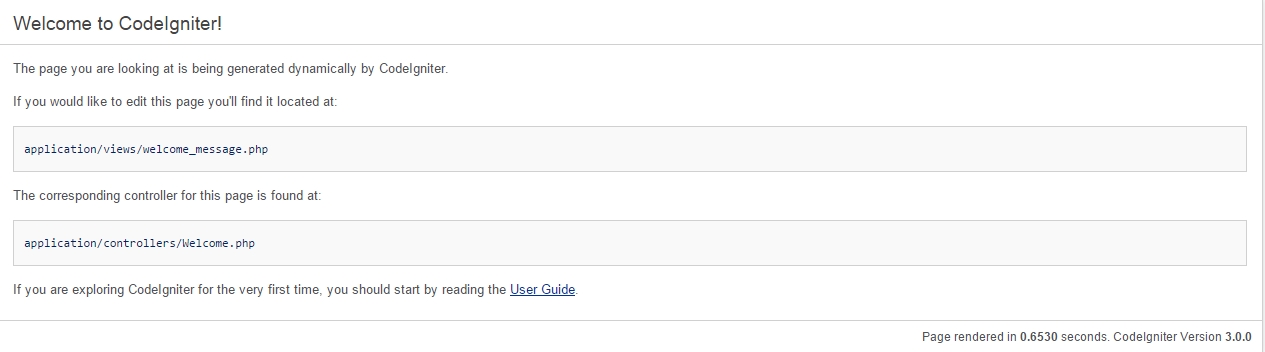 Welcome to CodeIgniter!
The page you are looking at is being generated dynamically by CodeIgniter.
If you would like to edit this page you'll find it located at:
application/views/welcome_message.php
The corresponding controller for this page is found at:
application/controllers/Welcome.php
If you are exploring CodeIgniter for the very first time, you should start by reading the User Guide.
Page rendered in 0.6530 seconds. CodeIgniter Version 3.0.0